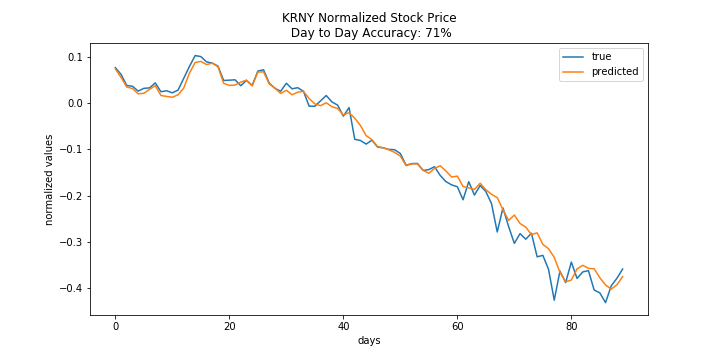 KRNY Normalized Stock Price
Day to Day Accuracy: 71%
true
predicted
normalized values
0.1
0.0
−0.1
−0.2
−0.3
−0.4
0
20
40
60
80
days